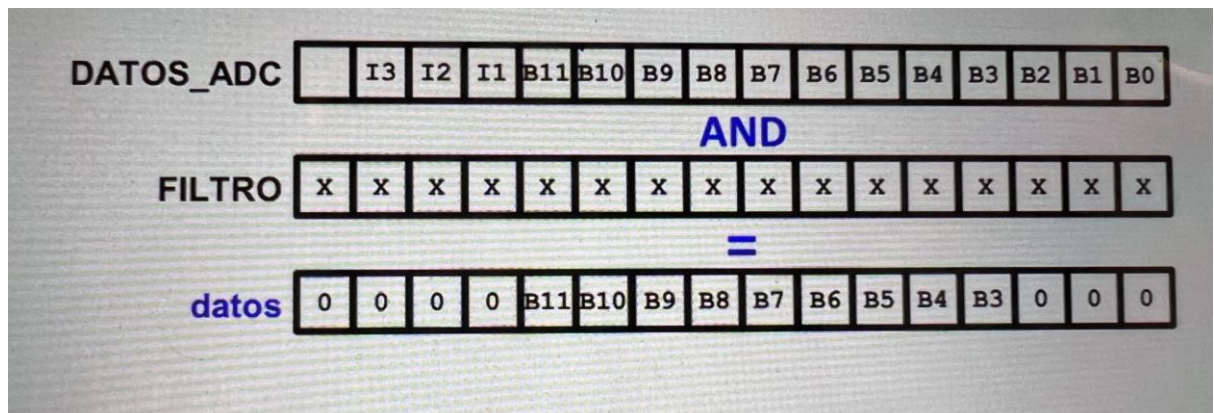 DATOS_ADC I3 I2 I1 B11 B10 B9 B8 B7 B6 B5 B4 B3 B2 B1 B0
AND
FILTRO X X X X X X X X X X X X X X X X
=
datos 0 0 0 0 B11 B10 B9 B8 B7 B6 B5 B4 B3 0 0 0